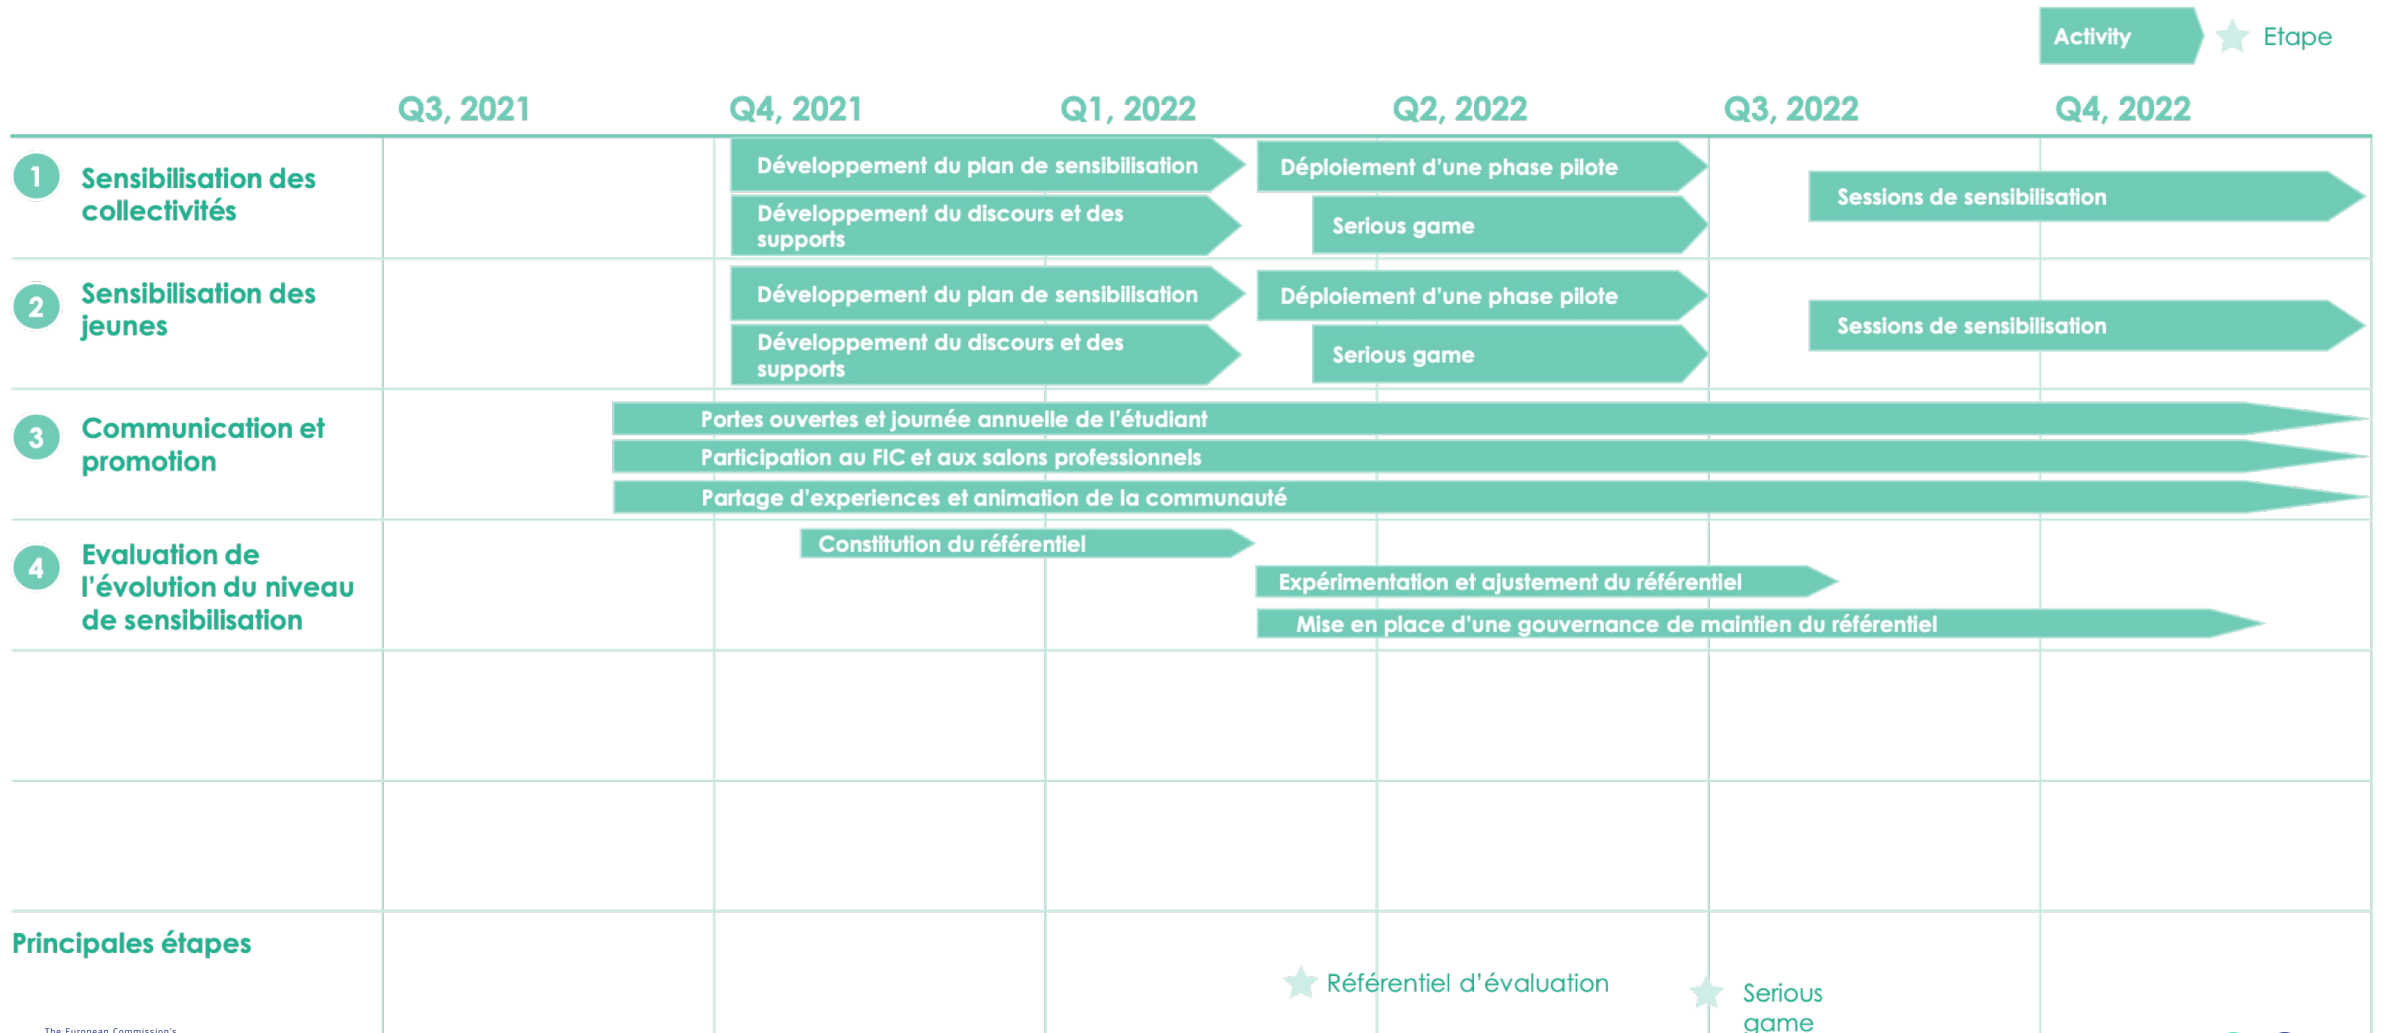 Activity
Etape
Q3, 2021
Q4, 2021
Q1, 2022
Q2, 2022
Q3, 2022
Q4, 2022
1
Sensibilisation des
collectivités
Développement du plan de sensibilisation
Déploiement d'une phase pilote
Sessions de sensibilisation
Développement du discours et des
supports
Serious game
2
Sensibilisation des
jeunes
Développement du plan de sensibilisation
Déploiement d'une phase pilote
Sessions de sensibilisation
Développement du discours et des
supports
Serious game
3
Communication et
promotion
Portes ouvertes et journée annuelle de l'étudiant
Participation au FIC et aux salons professionnels
Partage d'experiences et animation de la communauté
4
Evaluation de
l'évolution du niveau
de sensibilisation
Constitution du référentiel
Expérimentation et ajustement du référentiel
Mise en place d'une gouvernance de maintien du référentiel
Principales étapes
Référentiel d'évaluation
Serious
game
The European Commission's